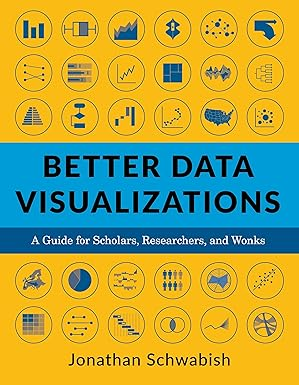 BETTER DATA
VISUALIZATIONS
A Guide for Scholars, Researchers, and Wonks
Jonathan Schwabish